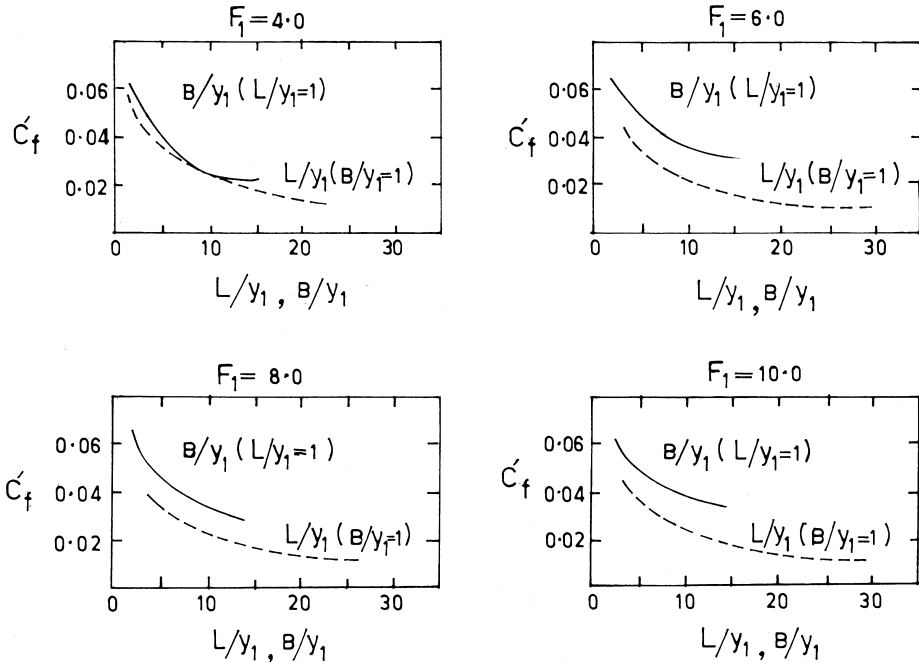 F₁=4·0
B/y₁ (L/y₁=1)
L/y₁(B/y₁=1)
C′f
0·06
0·04
0·02
0 10 20 30
L/y₁ , B/y₁
F₁=6·0
B/y₁ (L/y₁=1)
L/y₁(B/y₁=1)
C′f
0·06
0·04
0·02
0 10 20 30
L/y₁ , B/y₁
F₁= 8·0
B/y₁ (L/y₁=1)
L/y₁(B/y₁=1)
C′f
0·06
0·04
0·02
0 10 20 30
L/y₁ , B/y₁
F₁=10·0
B/y₁ (L/y₁=1)
L/y₁ (B/y₁=1)
C′f
0·06
0·04
0·02
0 10 20 30
L/y₁ , B/y₁